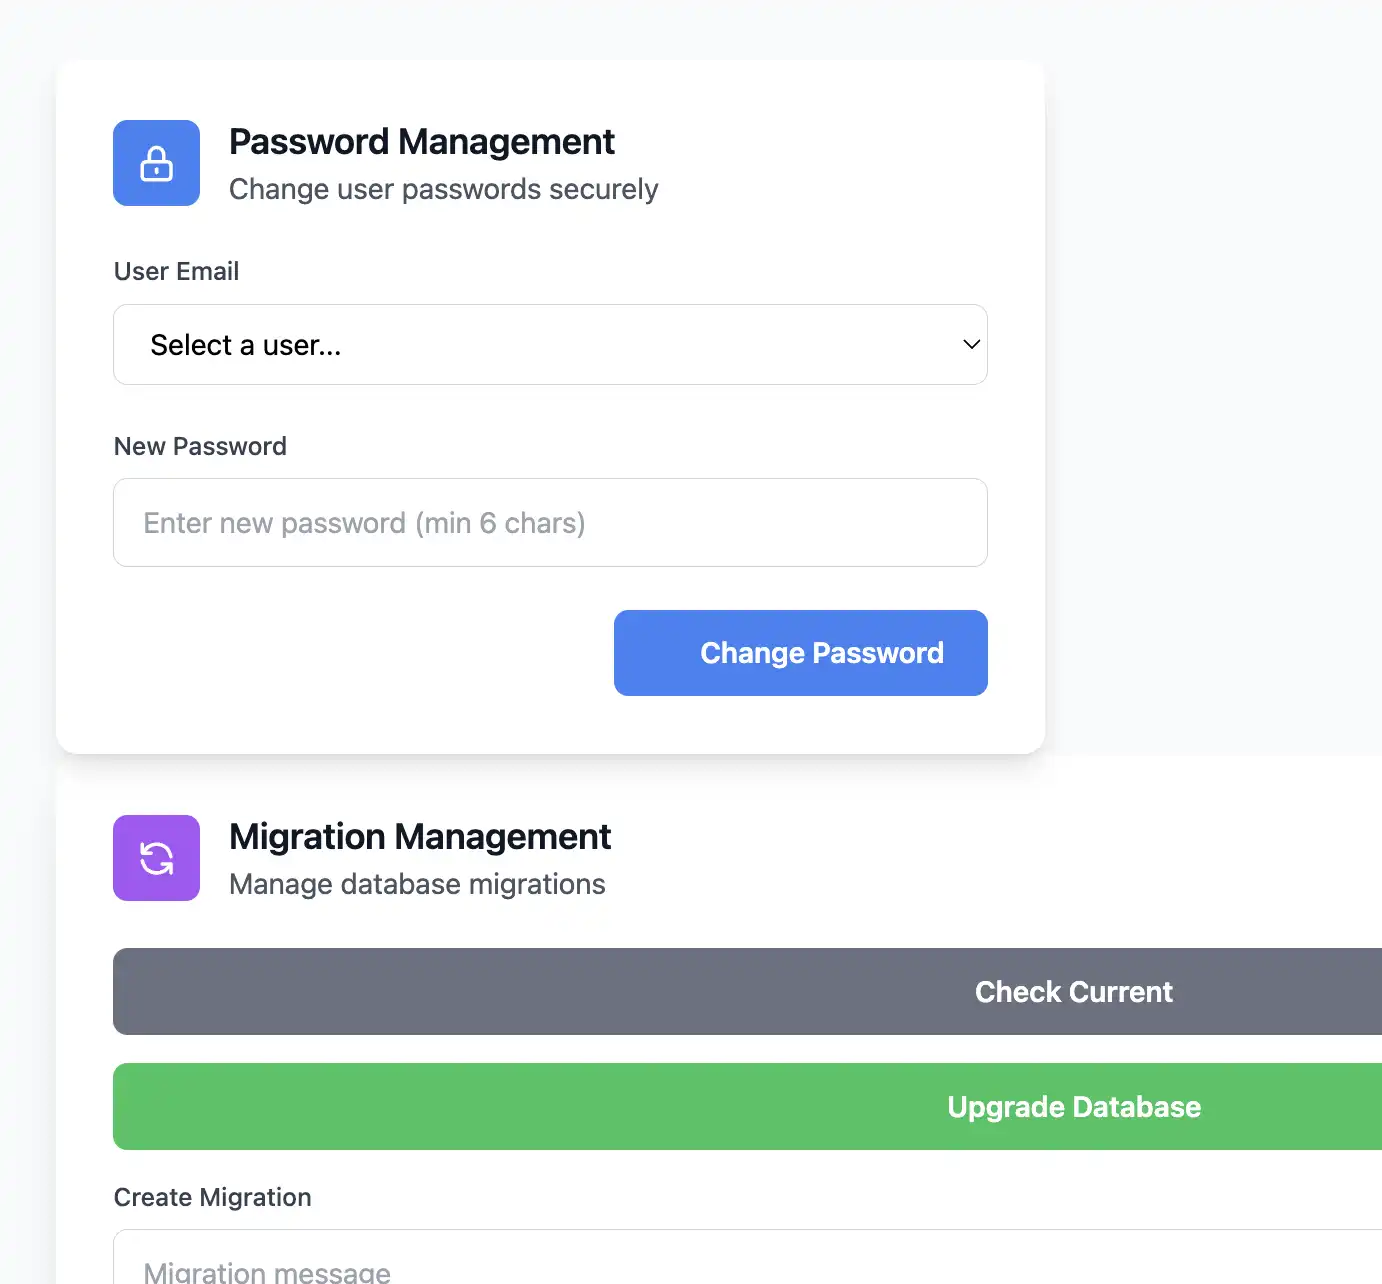 Password Management
Change user passwords securely
User Email
Select a user...
New Password
Enter new password (min 6 chars)
Change Password
Migration Management
Manage database migrations
Check Current
Upgrade Database
Create Migration
Migration message